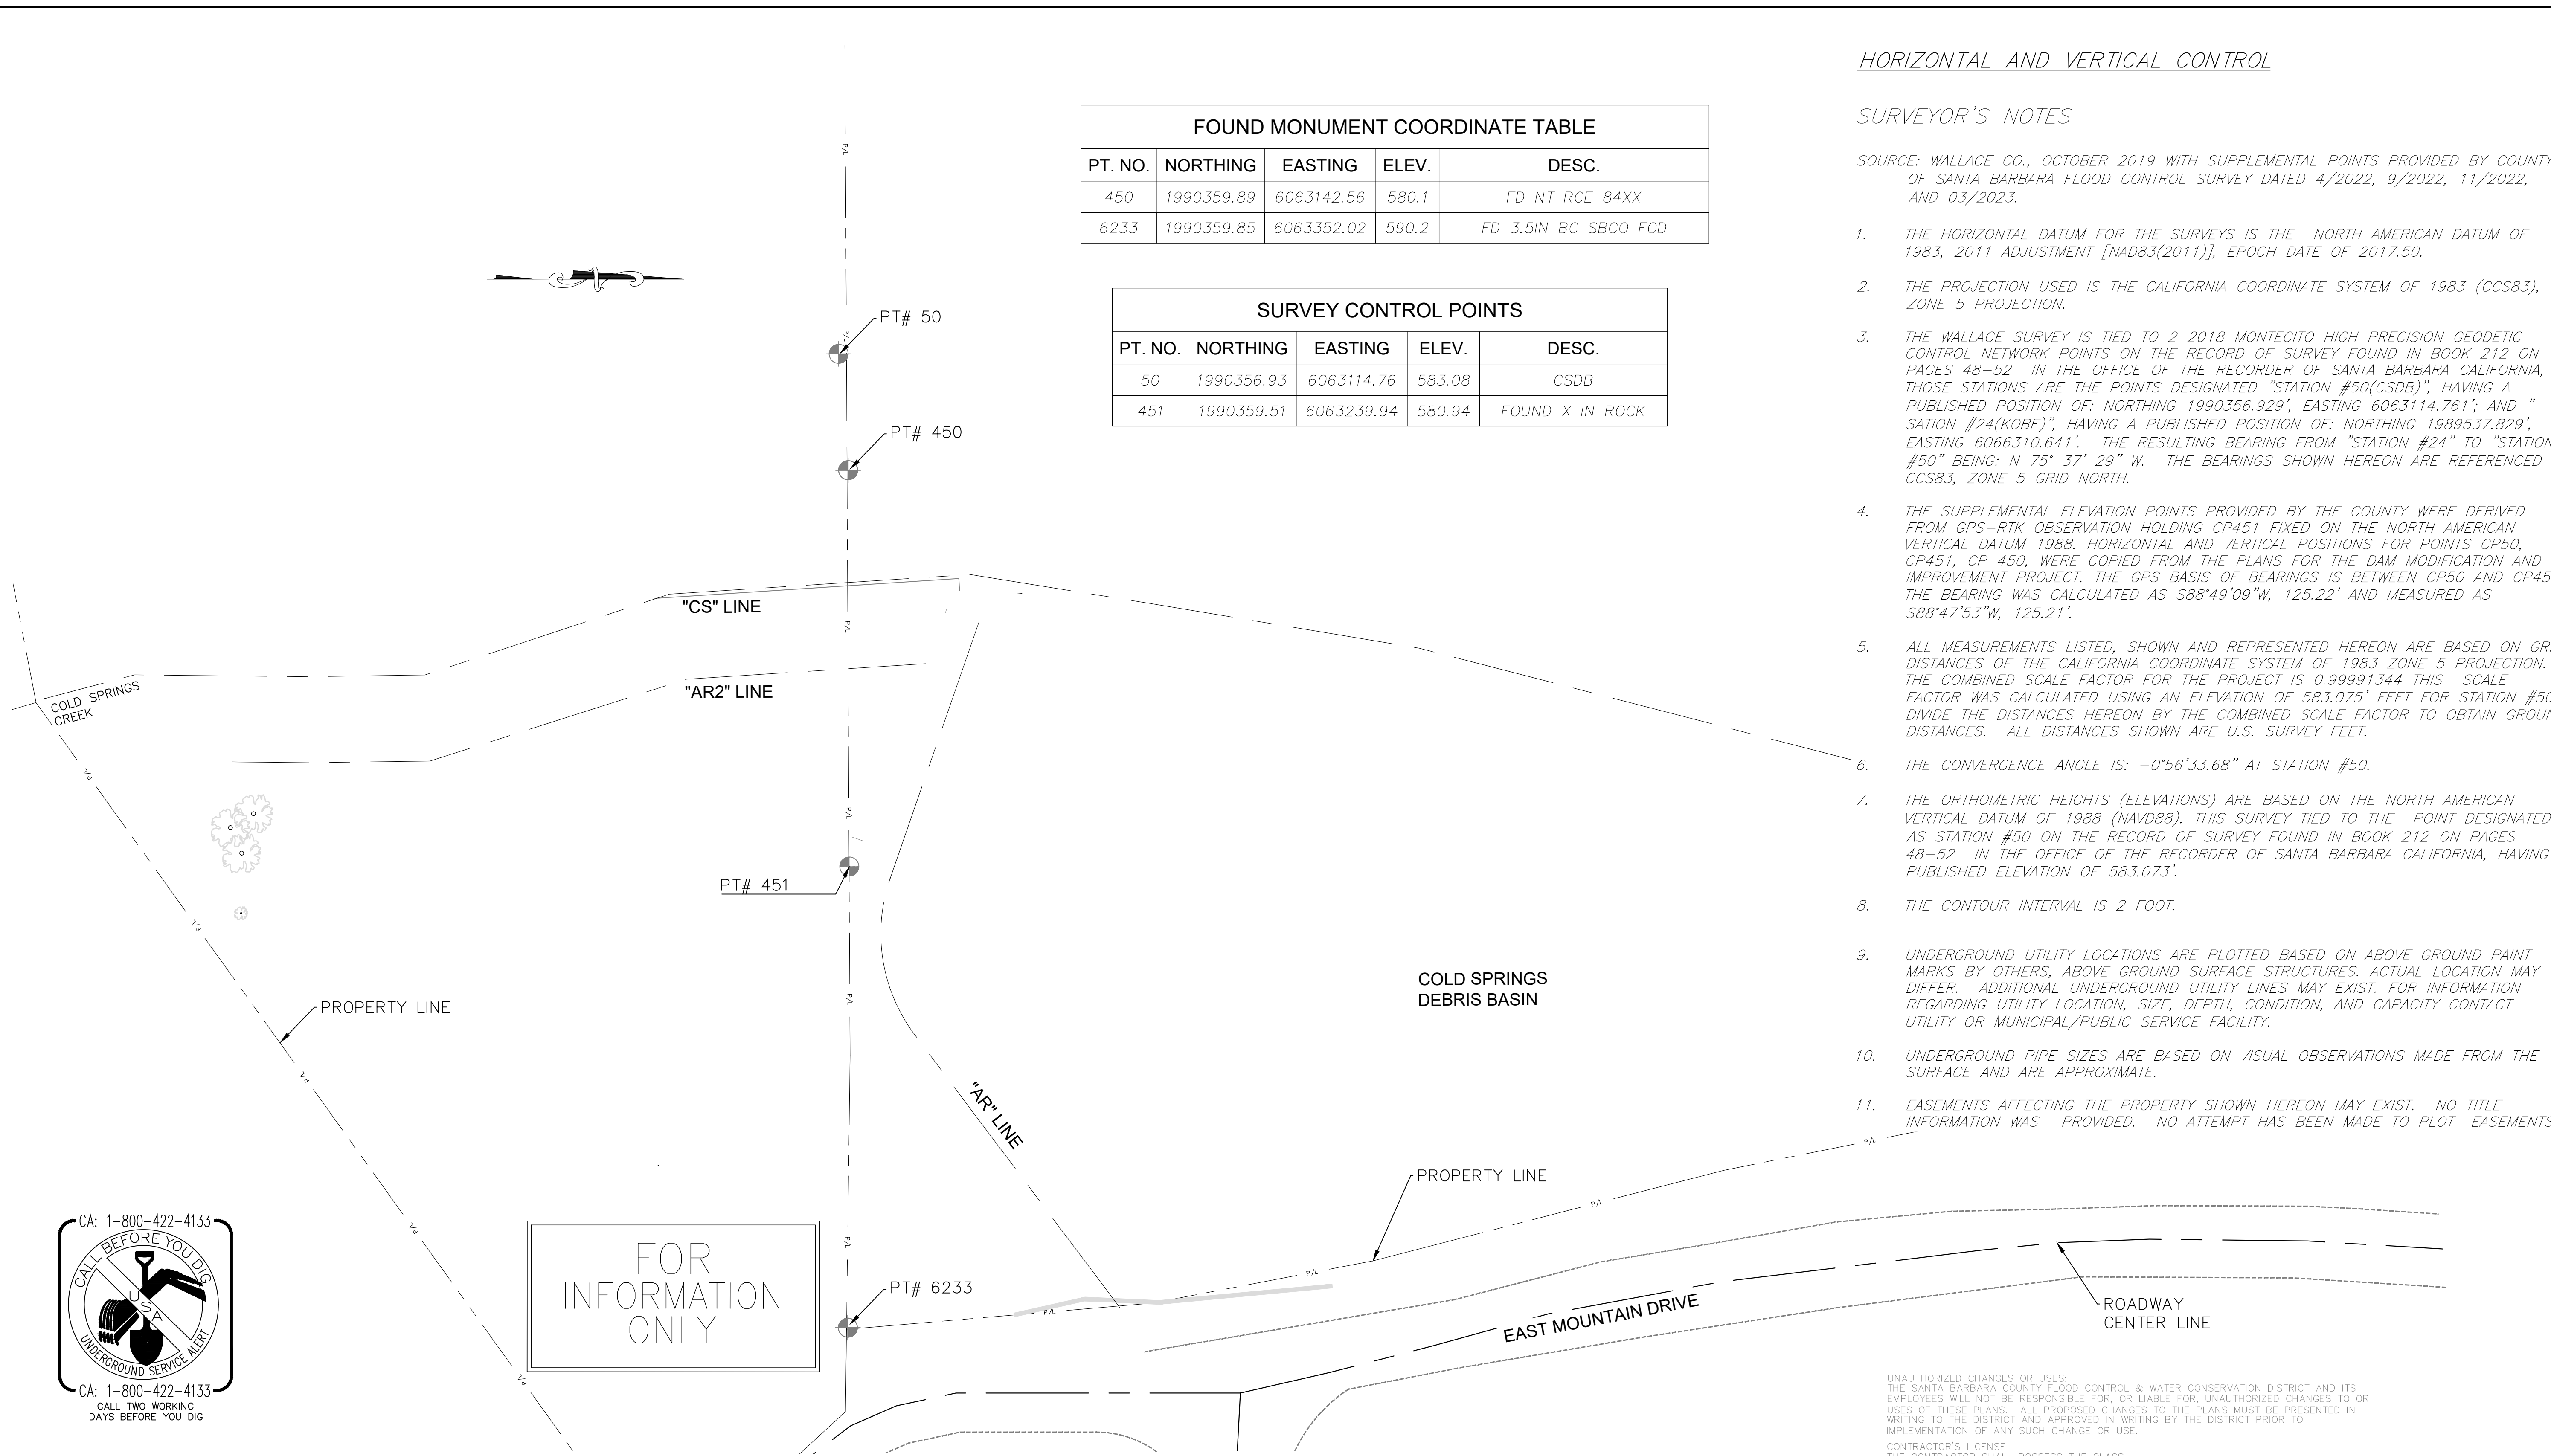 HORIZONTAL AND VERTICAL CONTROL
SURVEYOR'S NOTES
SOURCE: WALLACE CO., OCTOBER 2019 WITH SUPPLEMENTAL POINTS PROVIDED BY COUNTY
OF SANTA BARBARA FLOOD CONTROL SURVEY DATED 4/2022, 9/2022, 11/2022,
AND 03/2023.
1. THE HORIZONTAL DATUM FOR THE SURVEYS IS THE NORTH AMERICAN DATUM OF
1983, 2011 ADJUSTMENT [NAD83(2011)], EPOCH DATE OF 2017.50.
2. THE PROJECTION USED IS THE CALIFORNIA COORDINATE SYSTEM OF 1983 (CCS83),
ZONE 5 PROJECTION.
3. THE WALLACE SURVEY IS TIED TO 2 2018 MONTECITO HIGH PRECISION GEODETIC
CONTROL NETWORK POINTS ON THE RECORD OF SURVEY FOUND IN BOOK 212 ON
PAGES 48-52 IN THE OFFICE OF THE RECORDER OF SANTA BARBARA CALIFORNIA,
THOSE STATIONS ARE THE POINTS DESIGNATED "STATION #50(CSDB)", HAVING A
PUBLISHED POSITION OF: NORTHING 1990356.929', EASTING 6063114.761'; AND "
SATION #24(KOBE)", HAVING A PUBLISHED POSITION OF: NORTHING 1989537.829',
EASTING 6066310.641'. THE RESULTING BEARING FROM "STATION #24" TO "STATION
#50" BEING: N 75° 37' 29" W. THE BEARINGS SHOWN HEREON ARE REFERENCED
CCS83, ZONE 5 GRID NORTH.
4. THE SUPPLEMENTAL ELEVATION POINTS PROVIDED BY THE COUNTY WERE DERIVED
FROM GPS-RTK OBSERVATION HOLDING CP451 FIXED ON THE NORTH AMERICAN
VERTICAL DATUM 1988. HORIZONTAL AND VERTICAL POSITIONS FOR POINTS CP50,
CP451, CP 450, WERE COPIED FROM THE PLANS FOR THE DAM MODIFICATION AND
IMPROVEMENT PROJECT. THE GPS BASIS OF BEARINGS IS BETWEEN CP50 AND CP45
THE BEARING WAS CALCULATED AS S88°49'09"W, 125.22' AND MEASURED AS
S88°47'53"W, 125.21'.
5. ALL MEASUREMENTS LISTED, SHOWN AND REPRESENTED HEREON ARE BASED ON GR
DISTANCES OF THE CALIFORNIA COORDINATE SYSTEM OF 1983 ZONE 5 PROJECTION.
THE COMBINED SCALE FACTOR FOR THE PROJECT IS 0.99991344 THIS SCALE
FACTOR WAS CALCULATED USING AN ELEVATION OF 583.075' FEET FOR STATION #50
DIVIDE THE DISTANCES HEREON BY THE COMBINED SCALE FACTOR TO OBTAIN GROUN
DISTANCES. ALL DISTANCES SHOWN ARE U.S. SURVEY FEET.
6. THE CONVERGENCE ANGLE IS: -0°56'33.68" AT STATION #50.
7. THE ORTHOMETRIC HEIGHTS (ELEVATIONS) ARE BASED ON THE NORTH AMERICAN
VERTICAL DATUM OF 1988 (NAVD88). THIS SURVEY TIED TO THE POINT DESIGNATED
AS STATION #50 ON THE RECORD OF SURVEY FOUND IN BOOK 212 ON PAGES
48-52 IN THE OFFICE OF THE RECORDER OF SANTA BARBARA CALIFORNIA, HAVING
PUBLISHED ELEVATION OF 583.073'.
8. THE CONTOUR INTERVAL IS 2 FOOT.
9. UNDERGROUND UTILITY LOCATIONS ARE PLOTTED BASED ON ABOVE GROUND PAINT
MARKS BY OTHERS, ABOVE GROUND SURFACE STRUCTURES. ACTUAL LOCATION MAY
DIFFER. ADDITIONAL UNDERGROUND UTILITY LINES MAY EXIST. FOR INFORMATION
REGARDING UTILITY LOCATION, SIZE, DEPTH, CONDITION, AND CAPACITY CONTACT
UTILITY OR MUNICIPAL/PUBLIC SERVICE FACILITY.
10. UNDERGROUND PIPE SIZES ARE BASED ON VISUAL OBSERVATIONS MADE FROM THE
SURFACE AND ARE APPROXIMATE.
11. EASEMENTS AFFECTING THE PROPERTY SHOWN HEREON MAY EXIST. NO TITLE
INFORMATION WAS PROVIDED. NO ATTEMPT HAS BEEN MADE TO PLOT EASEMENTS
FOUND MONUMENT COORDINATE TABLE
PT. NO. NORTHING EASTING ELEV. DESC.
450 1990359.89 6063142.56 580.1 FD NT RCE 84XX
6233 1990359.85 6063352.02 590.2 FD 3.5IN BC SBCO FCD
SURVEY CONTROL POINTS
PT. NO. NORTHING EASTING ELEV. DESC.
50 1990356.93 6063114.76 583.08 CSDB
451 1990359.51 6063239.94 580.94 FOUND X IN ROCK
P/L
PT# 50
P/L
PT# 450
"CS" LINE
P/L
"AR2" LINE
COLD SPRINGS
CREEK
P/L
P/L
PT# 451
P/L
COLD SPRINGS
DEBRIS BASIN
P/L
PROPERTY LINE
P/L
"AR" LINE
P/L
PROPERTY LINE
P/L
P/L
P/L
P/L
PT# 6233
P/L
P/L
EAST MOUNTAIN DRIVE
ROADWAY
CENTER LINE
FOR
INFORMATION
ONLY
CA: 1-800-422-4133
CALL BEFORE YOU DIG
USA
UNDERGROUND SERVICE ALERT
CA: 1-800-422-4133
CALL TWO WORKING
DAYS BEFORE YOU DIG
UNAUTHORIZED CHANGES OR USES:
THE SANTA BARBARA COUNTY FLOOD CONTROL & WATER CONSERVATION DISTRICT AND ITS
EMPLOYEES WILL NOT BE RESPONSIBLE FOR, OR LIABLE FOR, UNAUTHORIZED CHANGES TO OR
USES OF THESE PLANS. ALL PROPOSED CHANGES TO THE PLANS MUST BE PRESENTED IN
WRITING TO THE DISTRICT AND APPROVED IN WRITING BY THE DISTRICT PRIOR TO
IMPLEMENTATION OF ANY SUCH CHANGE OR USE.
CONTRACTOR'S LICENSE